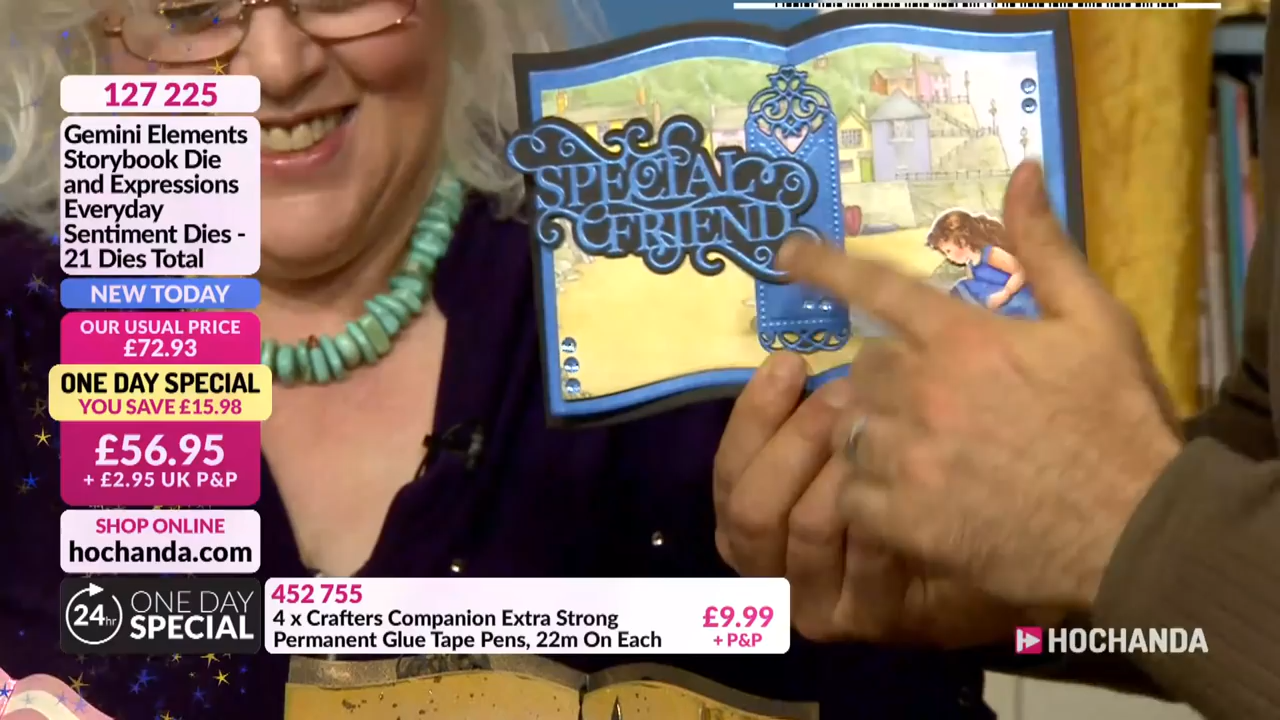 127 225
Gemini Elements
Storybook Die
and Expressions
Everyday
Sentiment Dies -
21 Dies Total
NEW TODAY
OUR USUAL PRICE
£72.93
ONE DAY SPECIAL
YOU SAVE £15.98
£56.95
+ £2.95 UK P&P
SHOP ONLINE
hochanda.com
24hr
ONE DAY
SPECIAL
452 755
4 x Crafters Companion Extra Strong
Permanent Glue Tape Pens, 22m On Each
£9.99
+ P&P
SPECIAL
FRIEND
HOCHANDA